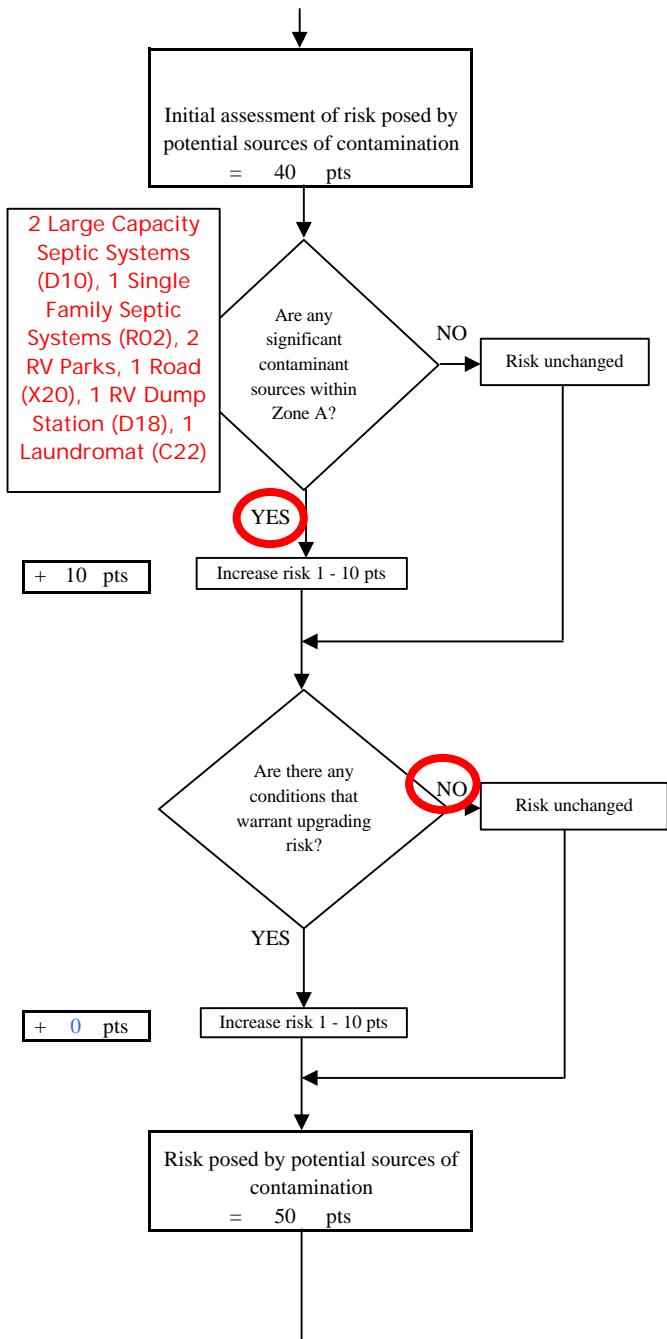 Initial assessment of risk posed by
potential sources of contamination
= 40 pts
2 Large Capacity
Septic Systems
(D10), 1 Single
Family Septic
Systems (R02), 2
RV Parks, 1 Road
(X20), 1 RV Dump
Station (D18), 1
Laundromat (C22)
Are any
significant
contaminant
sources within
Zone A?
NO
Risk unchanged
YES
+ 10 pts
Increase risk 1 - 10 pts
Are there any
conditions that
warrant upgrading
risk?
NO
Risk unchanged
YES
+ 0 pts
Increase risk 1 - 10 pts
Risk posed by potential sources of
contamination
= 50 pts